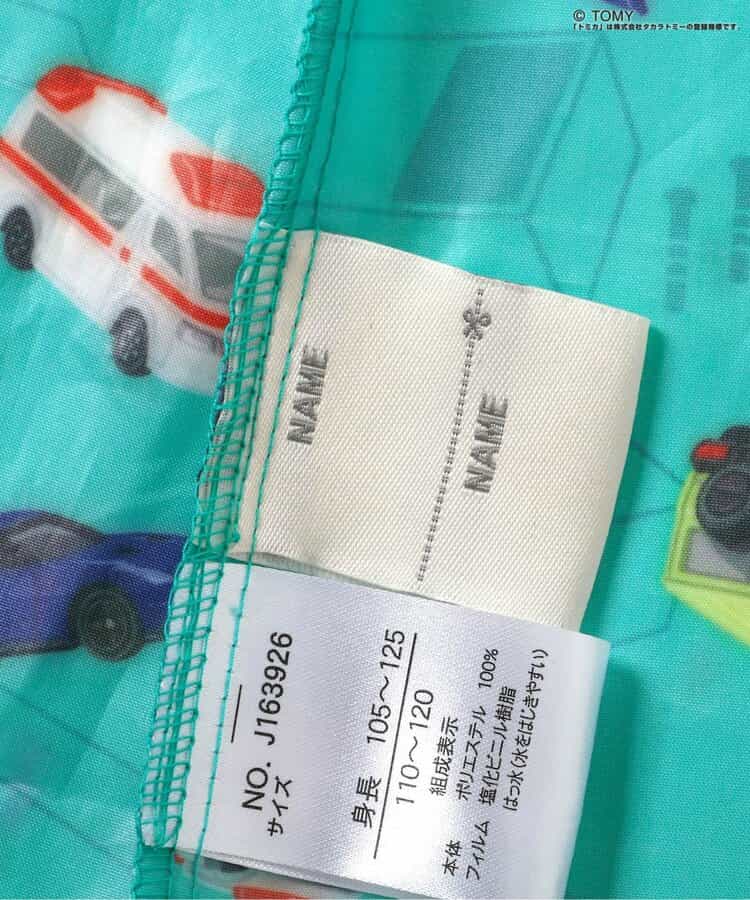 © TOMY
「トミカ」は株式会社タカラトミーの登録商標です。
NAME
NAME
NO. J163926
サイズ
身長 105～125
110～120
組成表示
本体 ポリエステル 100%
フィルム 塩化ビニル樹脂
はっ水(水をはじきやすい)